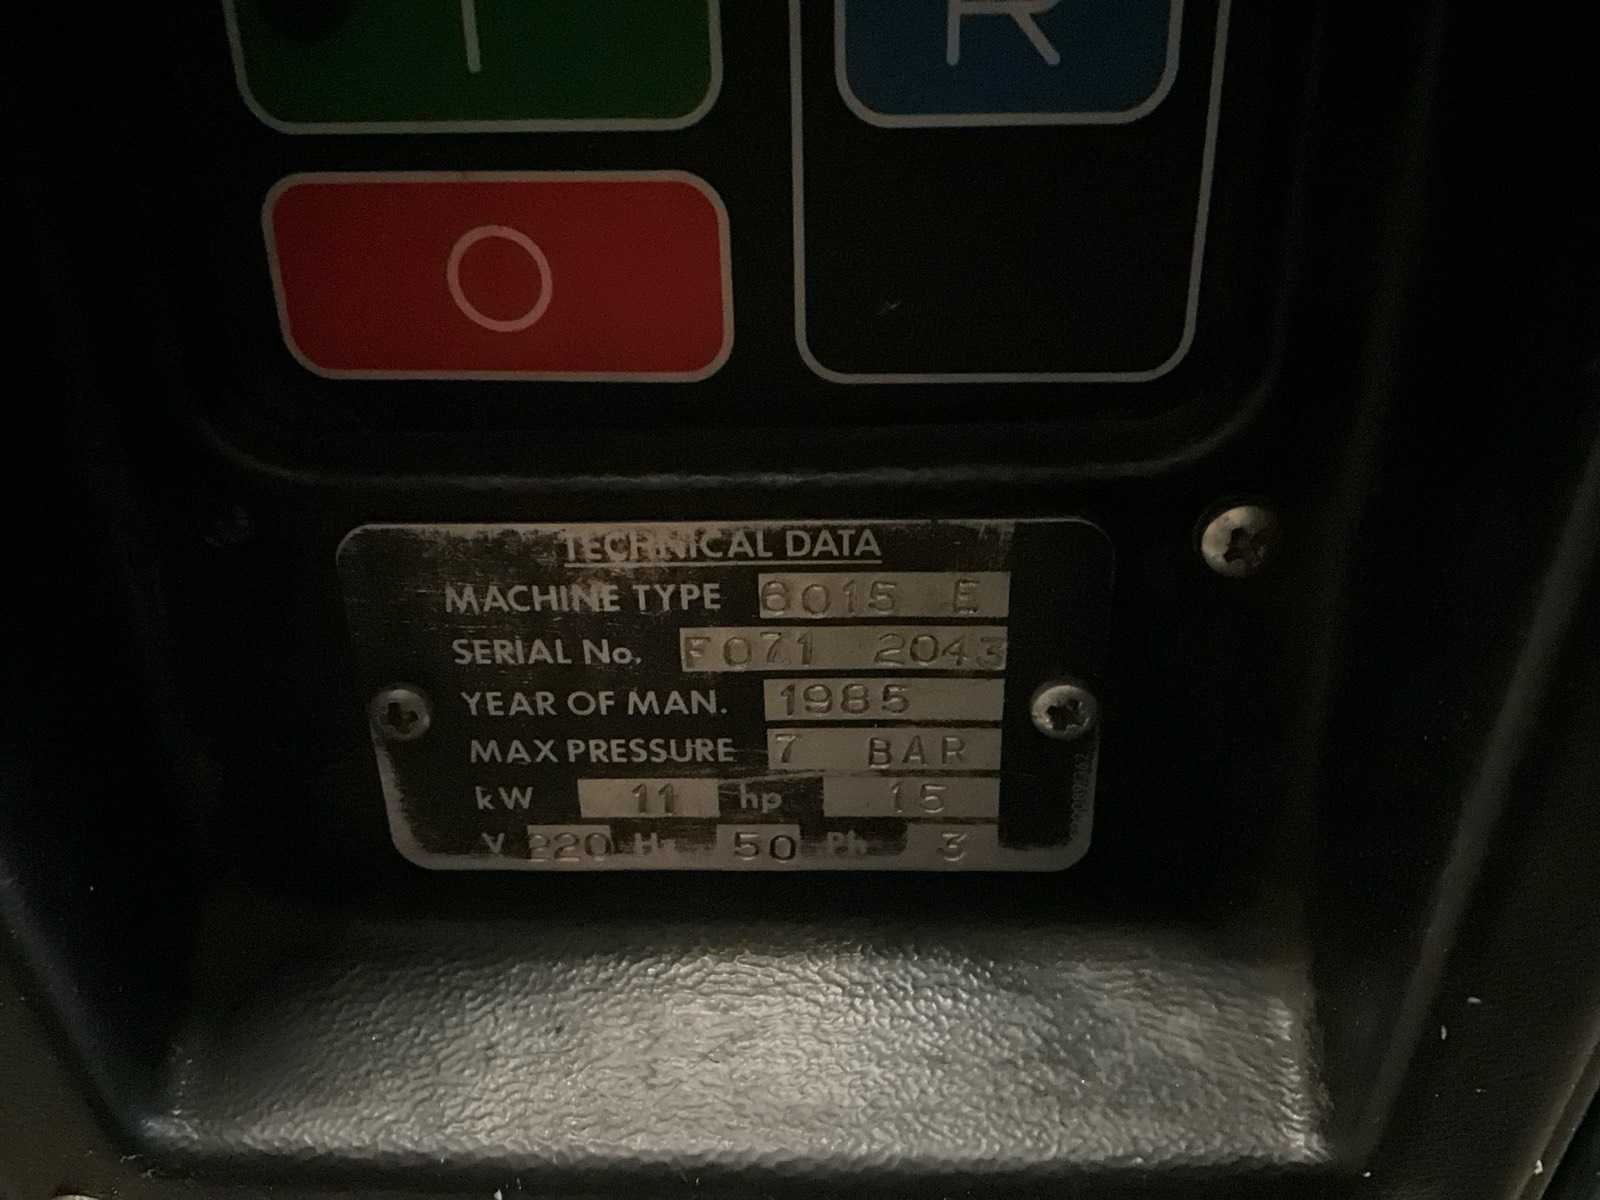 I R
O
TECHNICAL DATA
MACHINE TYPE 6015 E
SERIAL No. F071 2043
YEAR OF MAN. 1985
MAX PRESSURE 7 BAR
kW 11 hp 15
V 220 Hz 50 Ph 3